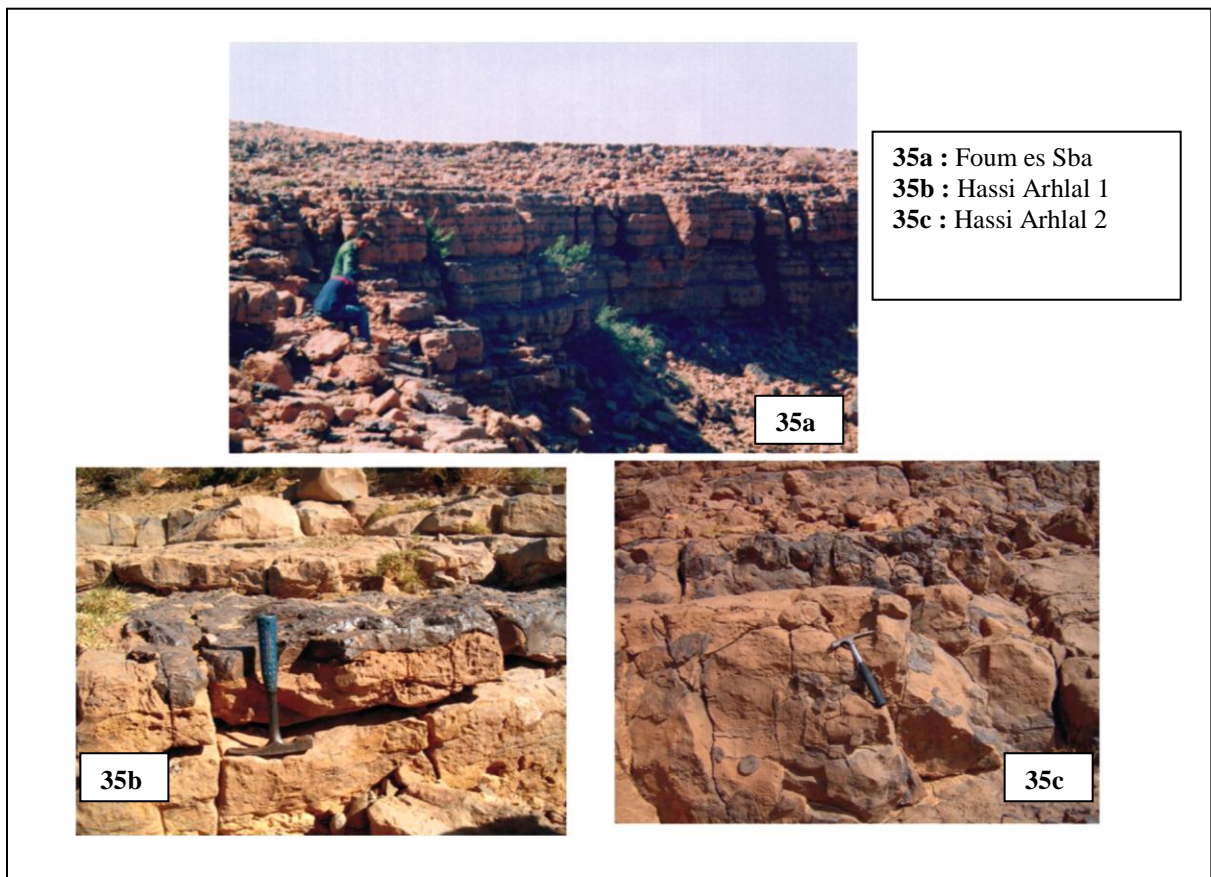 35a : Foum es Sba
35b : Hassi Arhlal 1
35c : Hassi Arhlal 2
35a
35b
35c